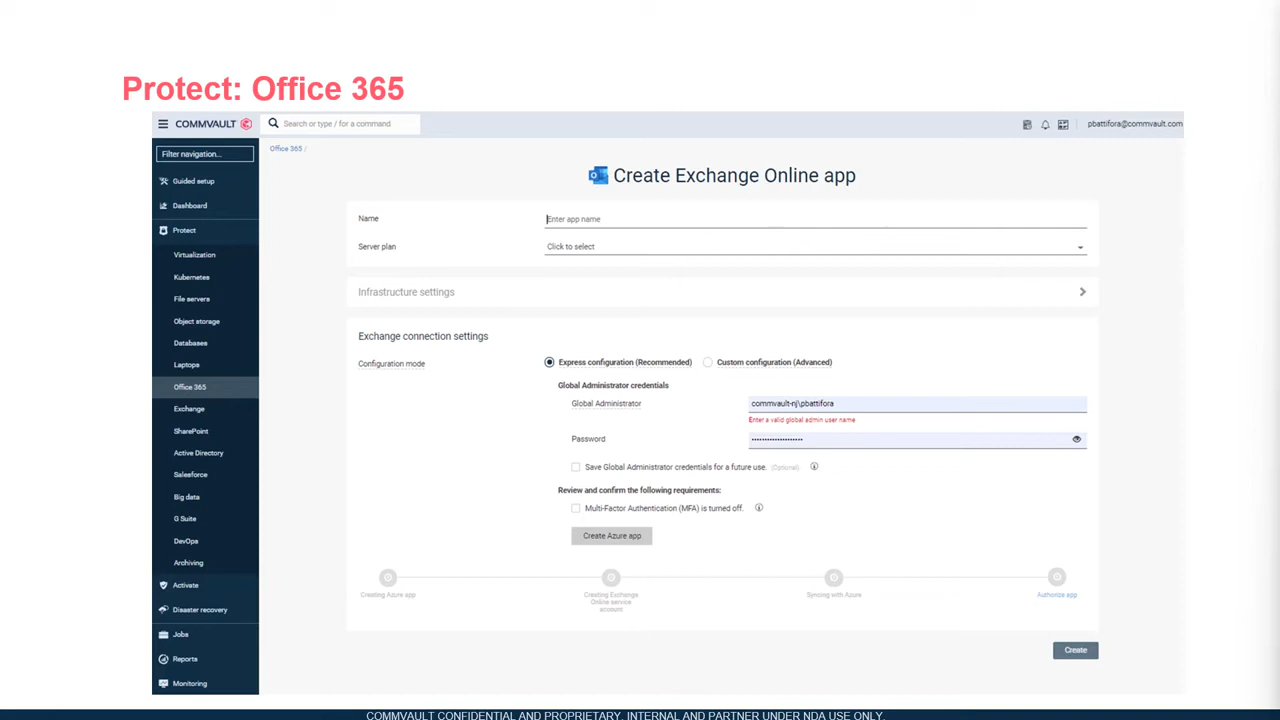 Protect: Office 365
COMMVAULT
Search or type / for a command
pbattifora@commvault.com
Filter navigation...
Guided setup
Dashboard
Protect
Virtualization
Kubernetes
File servers
Object storage
Databases
Laptops
Office 365
Exchange
SharePoint
Active Directory
Salesforce
Big data
G Suite
DevOps
Archiving
Activate
Disaster recovery
Jobs
Reports
Monitoring
Office 365 /
Create Exchange Online app
Name
Enter app name
Server plan
Click to select
Infrastructure settings
Exchange connection settings
Configuration mode
Express configuration (Recommended)
Custom configuration (Advanced)
Global Administrator credentials
Global Administrator
commvault-nj\pbattifora
Enter a valid global admin user name
Password
••••••••••••••••••••
Save Global Administrator credentials for a future use. (Optional)
Review and confirm the following requirements:
Multi-Factor Authentication (MFA) is turned off.
Create Azure app
Creating Azure app
Creating Exchange
Online service
account
Syncing with Azure
Authorize app
Create
COMMVAULT CONFIDENTIAL AND PROPRIETARY. INTERNAL AND PARTNER UNDER NDA USE ONLY.